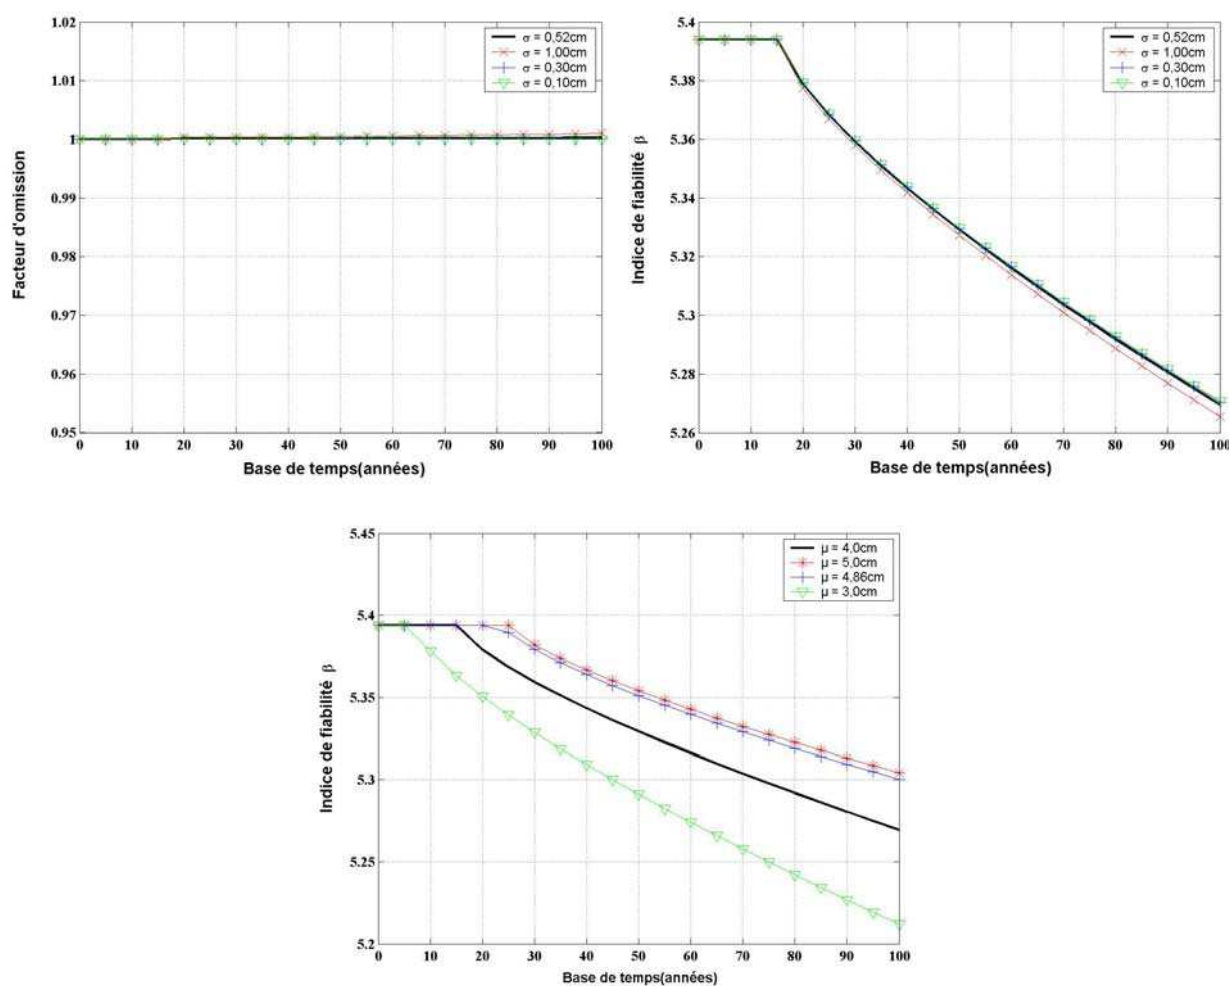 1.02
1.01
1
0.99
0.98
0.97
0.96
0.95
Facteur d'omission
σ = 0,52cm
σ = 1,00cm
σ = 0,30cm
σ = 0,10cm
0 10 20 30 40 50 60 70 80 90 100
Base de temps(années)
5.4
5.38
5.36
5.34
5.32
5.3
5.28
5.26
Indice de fiabilité β
σ = 0,52cm
σ = 1,00cm
σ = 0,30cm
σ = 0,10cm
0 10 20 30 40 50 60 70 80 90 100
Base de temps(années)
5.45
5.4
5.35
5.3
5.25
5.2
Indice de fiabilité β
μ = 4,0cm
μ = 5,0cm
μ = 4,86cm
μ = 3,0cm
0 10 20 30 40 50 60 70 80 90 100
Base de temps(années)